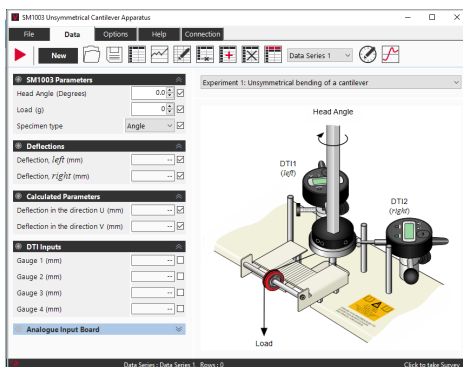 SM1003 Unsymmetrical Cantilever Apparatus
File Data Options Help Connection
New Data Series 1
SM1003 Parameters
Head Angle (Degrees) 0.0
Load (g) 0
Specimen type Angle
Deflections
Deflection, left (mm) --
Deflection, right (mm) --
Calculated Parameters
Deflection in the direction U (mm) --
Deflection in the direction V (mm) --
DTI Inputs
Gauge 1 (mm) --
Gauge 2 (mm) --
Gauge 3 (mm) --
Gauge 4 (mm) --
Analogue Input Board
Experiment 1: Unsymmetrical bending of a cantilever
Head Angle
DTI1
(left)
DTI2
(right)
Load
Data Series : Data Series 1 Rows : 0 Click to take Survey